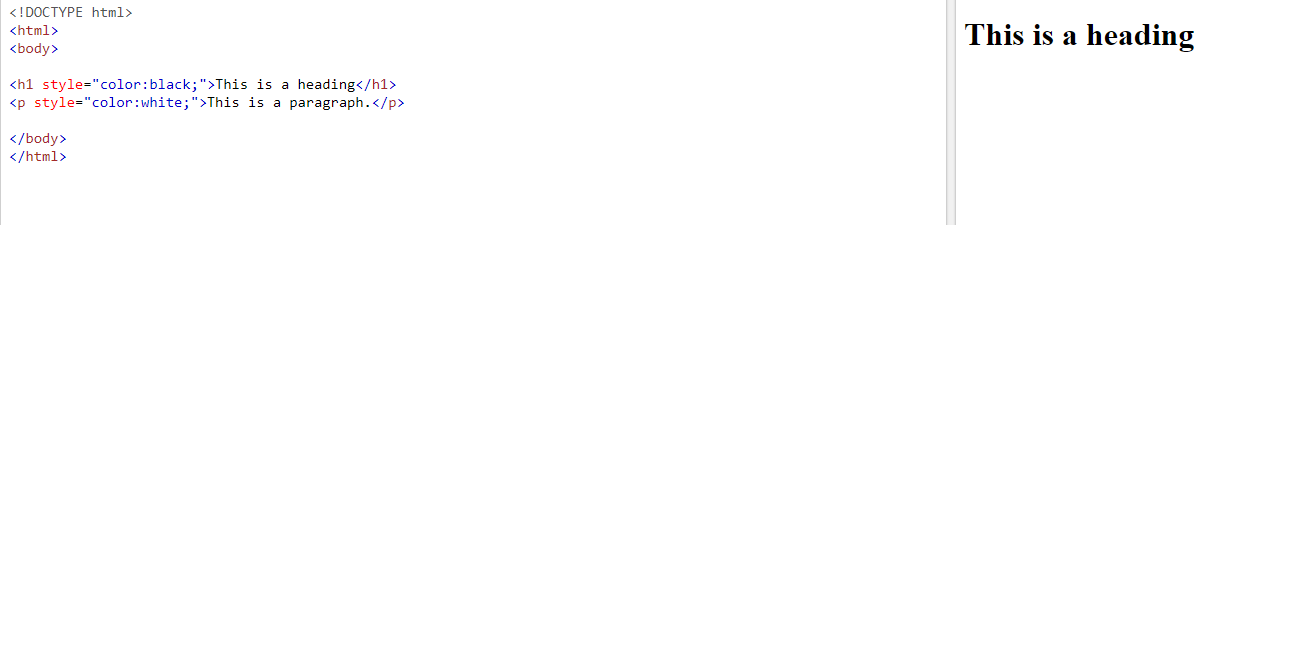 <!DOCTYPE html>
<html>
<body>
<h1 style="color:black;">This is a heading</h1>
<p style="color:white;">This is a paragraph.</p>
</body>
</html>
This is a heading